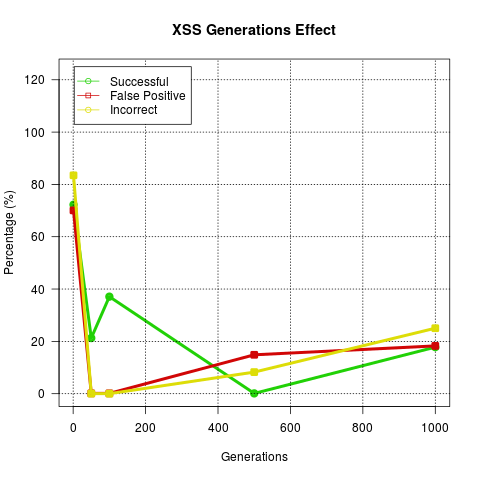 XSS Generations Effect
Successful
False Positive
Incorrect
Percentage (%)
120
100
80
60
40
20
0
0 200 400 600 800 1000
Generations